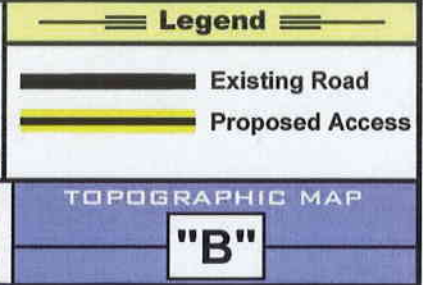 Legend
Existing Road
Proposed Access
TOPOGRAPHIC MAP
"B"